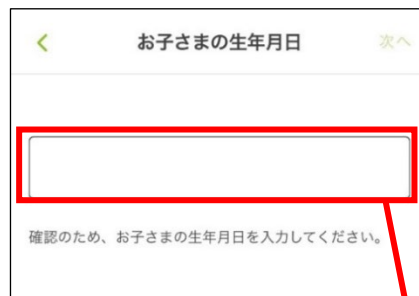 お子さまの生年月日
次へ
確認のため、お子さまの生年月日を入力してください。